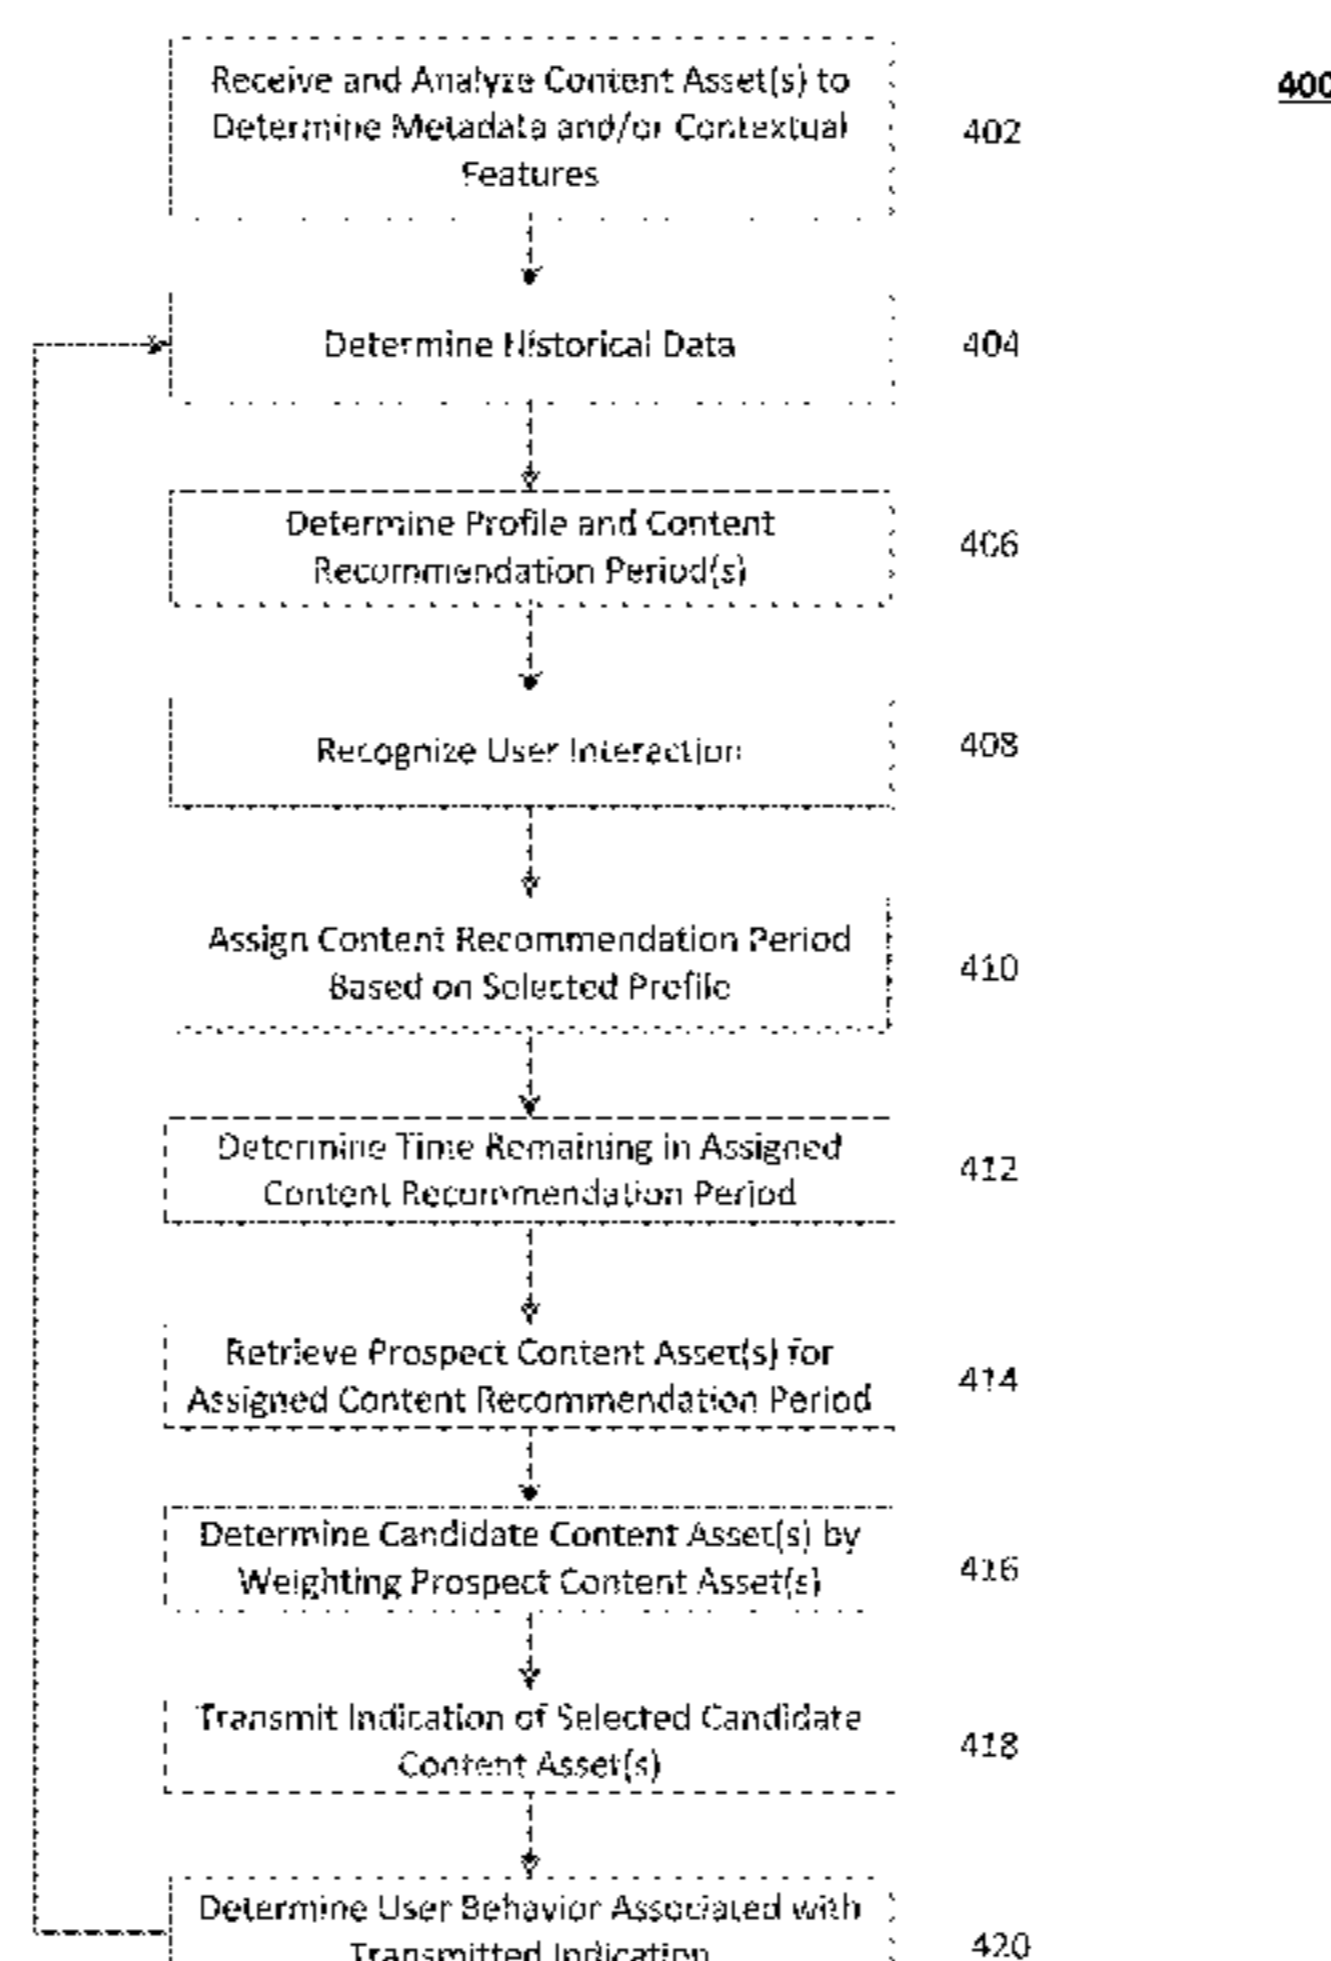 400
Receive and Analyze Content Asset(s) to
Determine Metadata and/or Contextual
Features
402
Determine Historical Data
404
Determine Profile and Content
Recommendation Period(s)
406
Recognize User Interaction
408
Assign Content Recommendation Period
Based on Selected Profile
410
Determine Time Remaining in Assigned
Content Recommendation Period
412
Retrieve Prospect Content Asset(s) for
Assigned Content Recommendation Period
414
Determine Candidate Content Asset(s) by
Weighting Prospect Content Asset(s)
416
Transmit Indication of Selected Candidate
Content Asset(s)
418
Determine User Behavior Associated with
Transmitted Indication
420